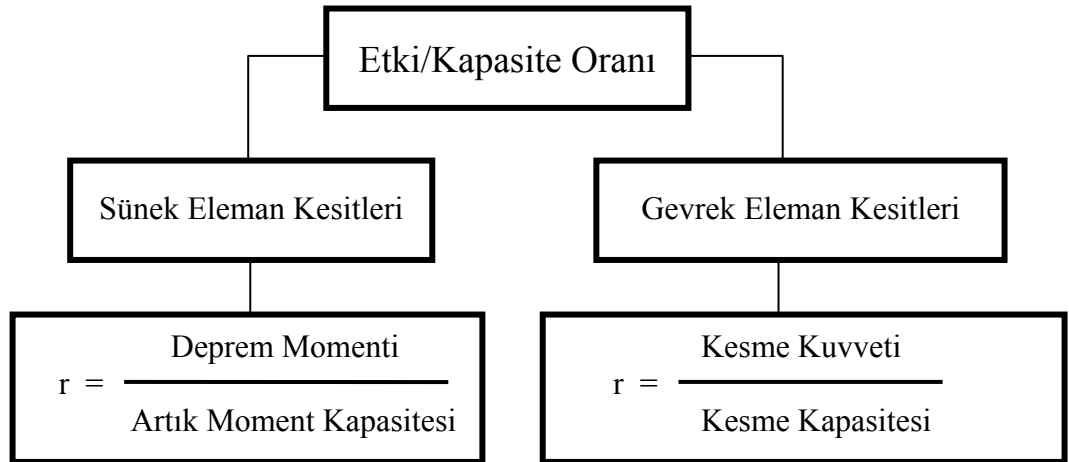 Etki/Kapasite Oranı
Sünek Eleman Kesitleri
Gevrek Eleman Kesitleri
Deprem Momenti
r =
Artık Moment Kapasitesi
Kesme Kuvveti
r =
Kesme Kapasitesi